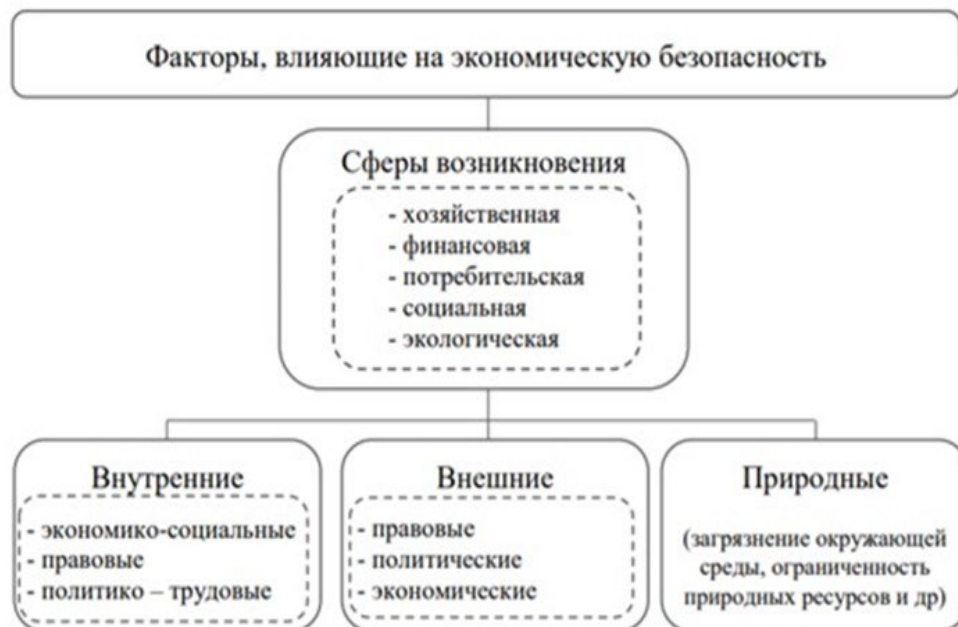 Факторы, влияющие на экономическую безопасность
Сферы возникновения
- хозяйственная
- финансовая
- потребительская
- социальная
- экологическая
Внутренние
- экономико-социальные
- правовые
- политико – трудовые
Внешние
- правовые
- политические
- экономические
Природные
(загрязнение окружающей
среды, ограниченность
природных ресурсов и др)